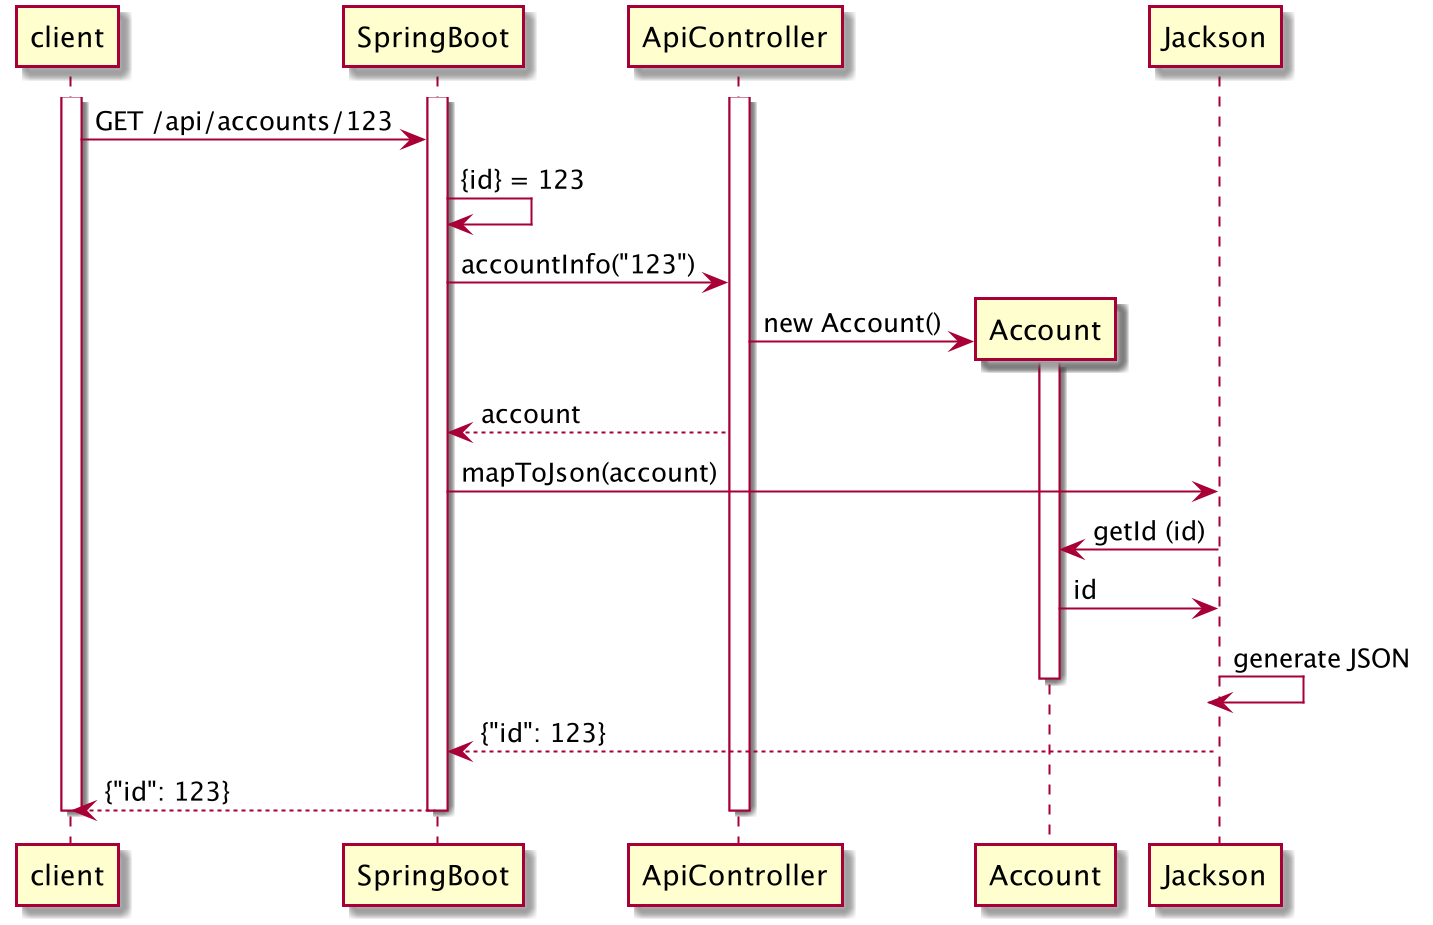 client
SpringBoot
ApiController
Jackson
GET /api/accounts/123
{id} = 123
accountInfo("123")
new Account()
Account
account
mapToJson(account)
getId (id)
id
generate JSON
{"id": 123}
{"id": 123}
client
SpringBoot
ApiController
Account
Jackson